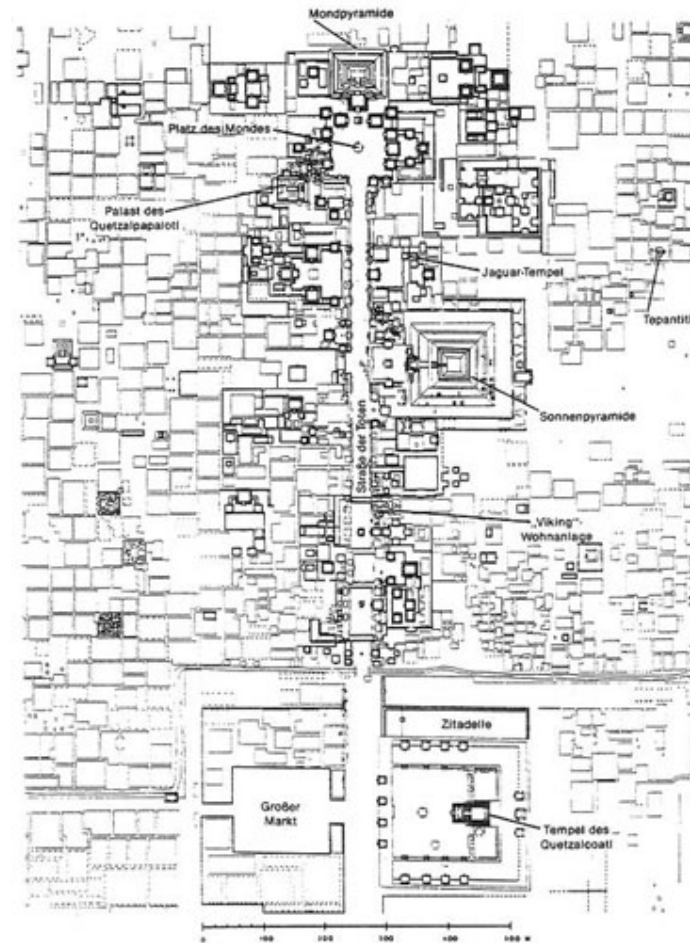 Mondpyramide
Platz des Mondes
Palast des
Quetzalpapalotl
Jaguar-Tempel
Tepantitl
Sonnenpyramide
Straße der Toten
„Viking“-
Wohnanlage
Zitadelle
Großer
Markt
Tempel des
Quetzalcoatl
0 100 200 300 400 500 M